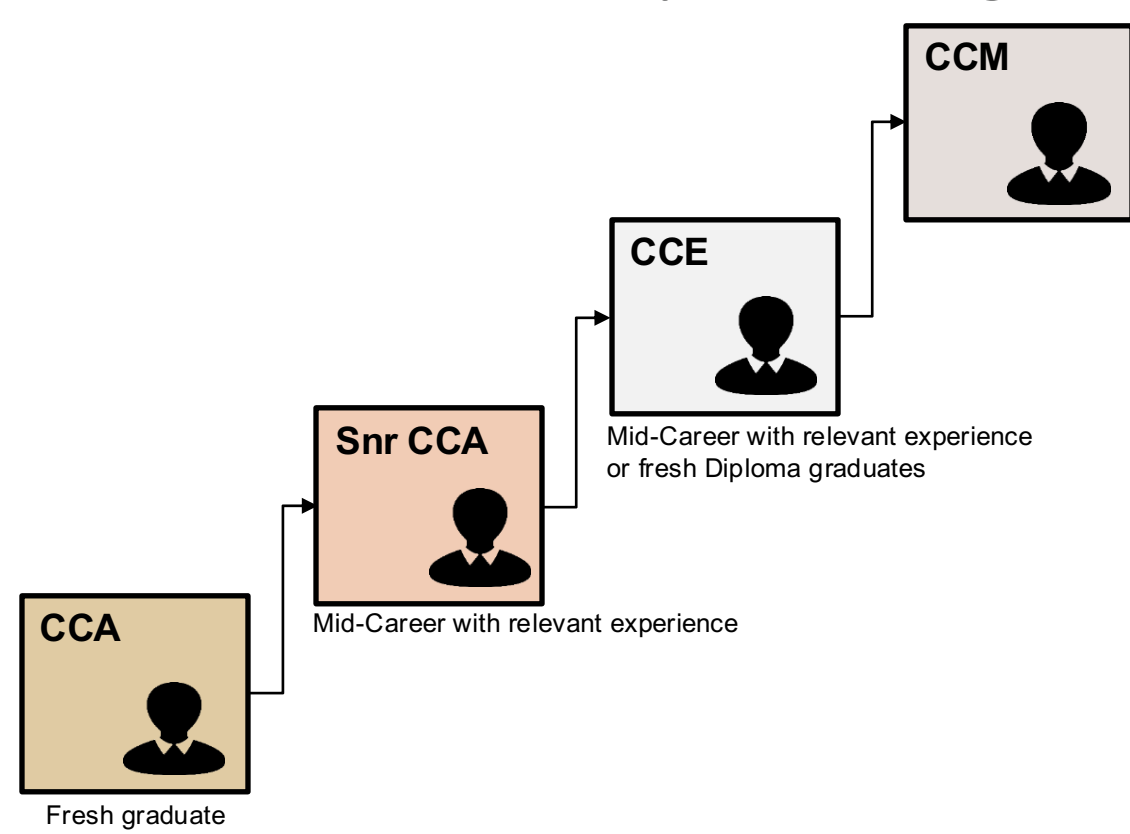 CCM
CCE
Mid-Career with relevant experience
or fresh Diploma graduates
Snr CCA
Mid-Career with relevant experience
CCA
Fresh graduate